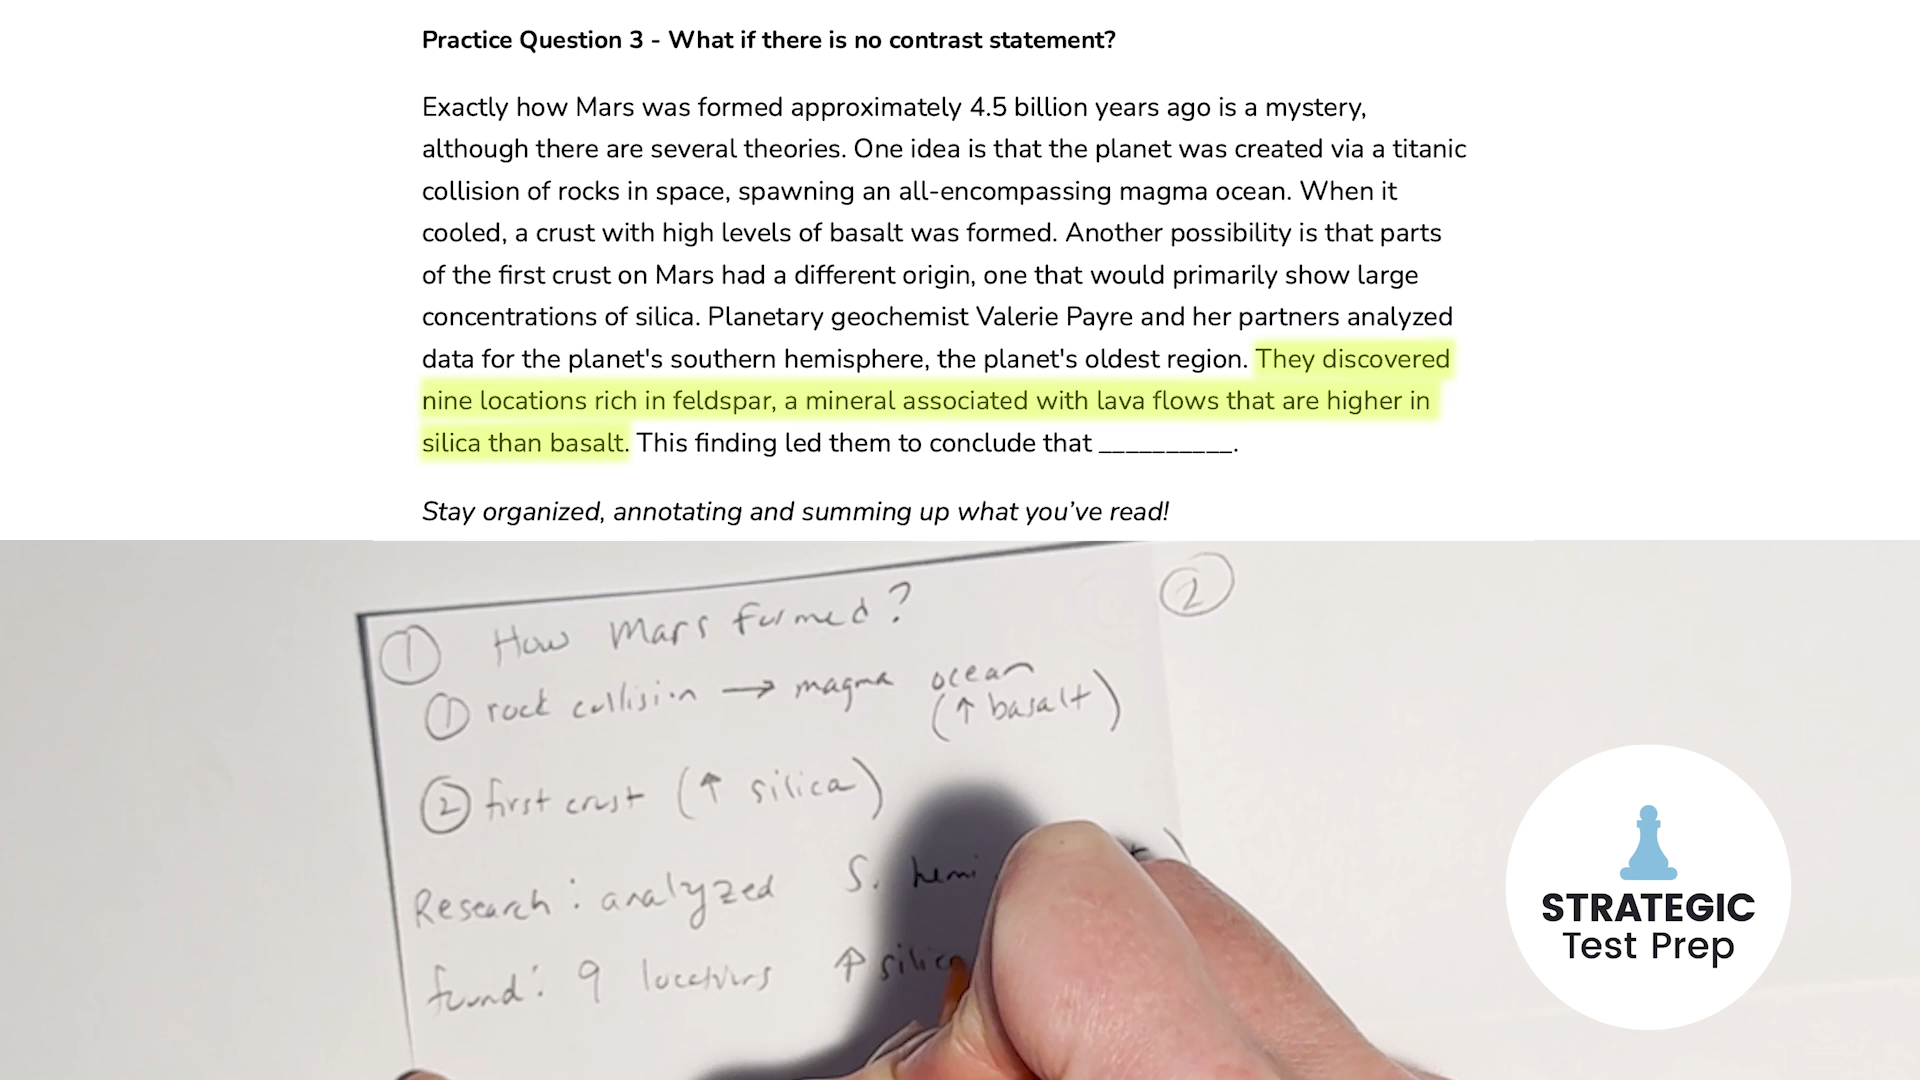 Practice Question 3 - What if there is no contrast statement?
Exactly how Mars was formed approximately 4.5 billion years ago is a mystery,
although there are several theories. One idea is that the planet was created via a titanic
collision of rocks in space, spawning an all-encompassing magma ocean. When it
cooled, a crust with high levels of basalt was formed. Another possibility is that parts
of the first crust on Mars had a different origin, one that would primarily show large
concentrations of silica. Planetary geochemist Valerie Payre and her partners analyzed
data for the planet's southern hemisphere, the planet's oldest region. They discovered
nine locations rich in feldspar, a mineral associated with lava flows that are higher in
silica than basalt. This finding led them to conclude that __________.
Stay organized, annotating and summing up what you’ve read!
① How Mars formed?
① rock collision → magma ocean
(↑ basalt)
② first crust (↑ silica)
Research: analyzed S. hemi
found: 9 locations ↑ silica
②
STRATEGIC
Test Prep